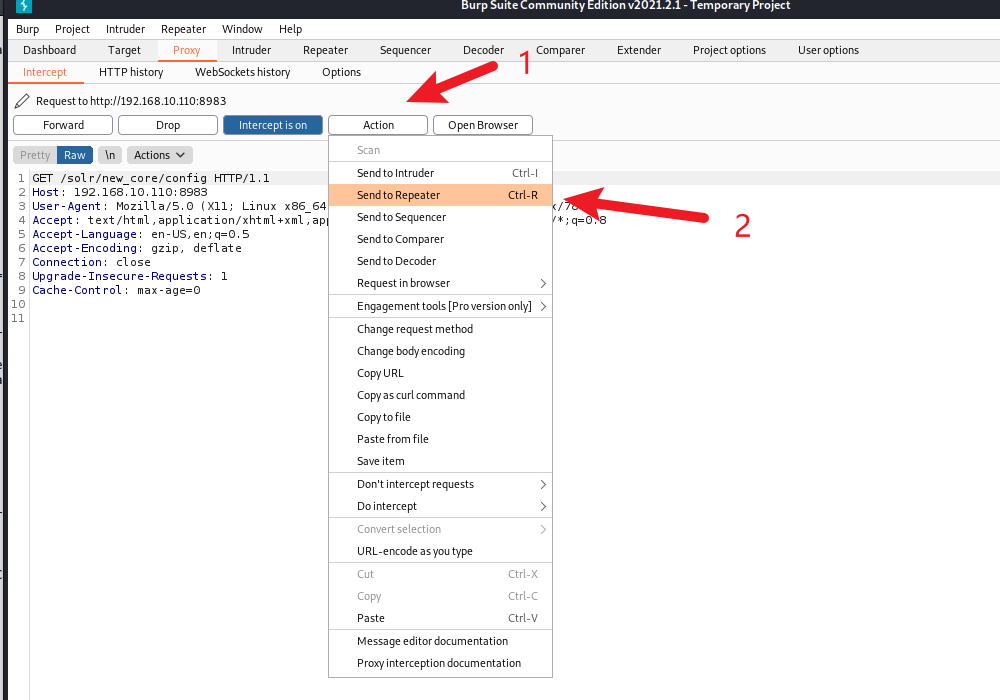 Burp Suite Community Edition v2021.2.1 - Temporary Project
Burp Project Intruder Repeater Window Help
Dashboard Target Proxy Intruder Repeater Sequencer Decoder Comparer Extender Project options User options
Intercept HTTP history WebSockets history Options
1
Request to http://192.168.10.110:8983
Forward Drop Intercept is on Action Open Browser
Pretty Raw \n Actions
1 GET /solr/new_core/config HTTP/1.1
2 Host: 192.168.10.110:8983
3 User-Agent: Mozilla/5.0 (X11; Linux x86_64
4 Accept: text/html,application/xhtml+xml,app /*;q=0.8
5 Accept-Language: en-US,en;q=0.5
6 Accept-Encoding: gzip, deflate
7 Connection: close
8 Upgrade-Insecure-Requests: 1
9 Cache-Control: max-age=0
10
11
Scan
Send to Intruder Ctrl-I
Send to Repeater Ctrl-R
2
Send to Sequencer
Send to Comparer
Send to Decoder
Request in browser
Engagement tools [Pro version only]
Change request method
Change body encoding
Copy URL
Copy as curl command
Copy to file
Paste from file
Save item
Don't intercept requests
Do intercept
Convert selection
URL-encode as you type
Cut Ctrl-X
Copy Ctrl-C
Paste Ctrl-V
Message editor documentation
Proxy interception documentation